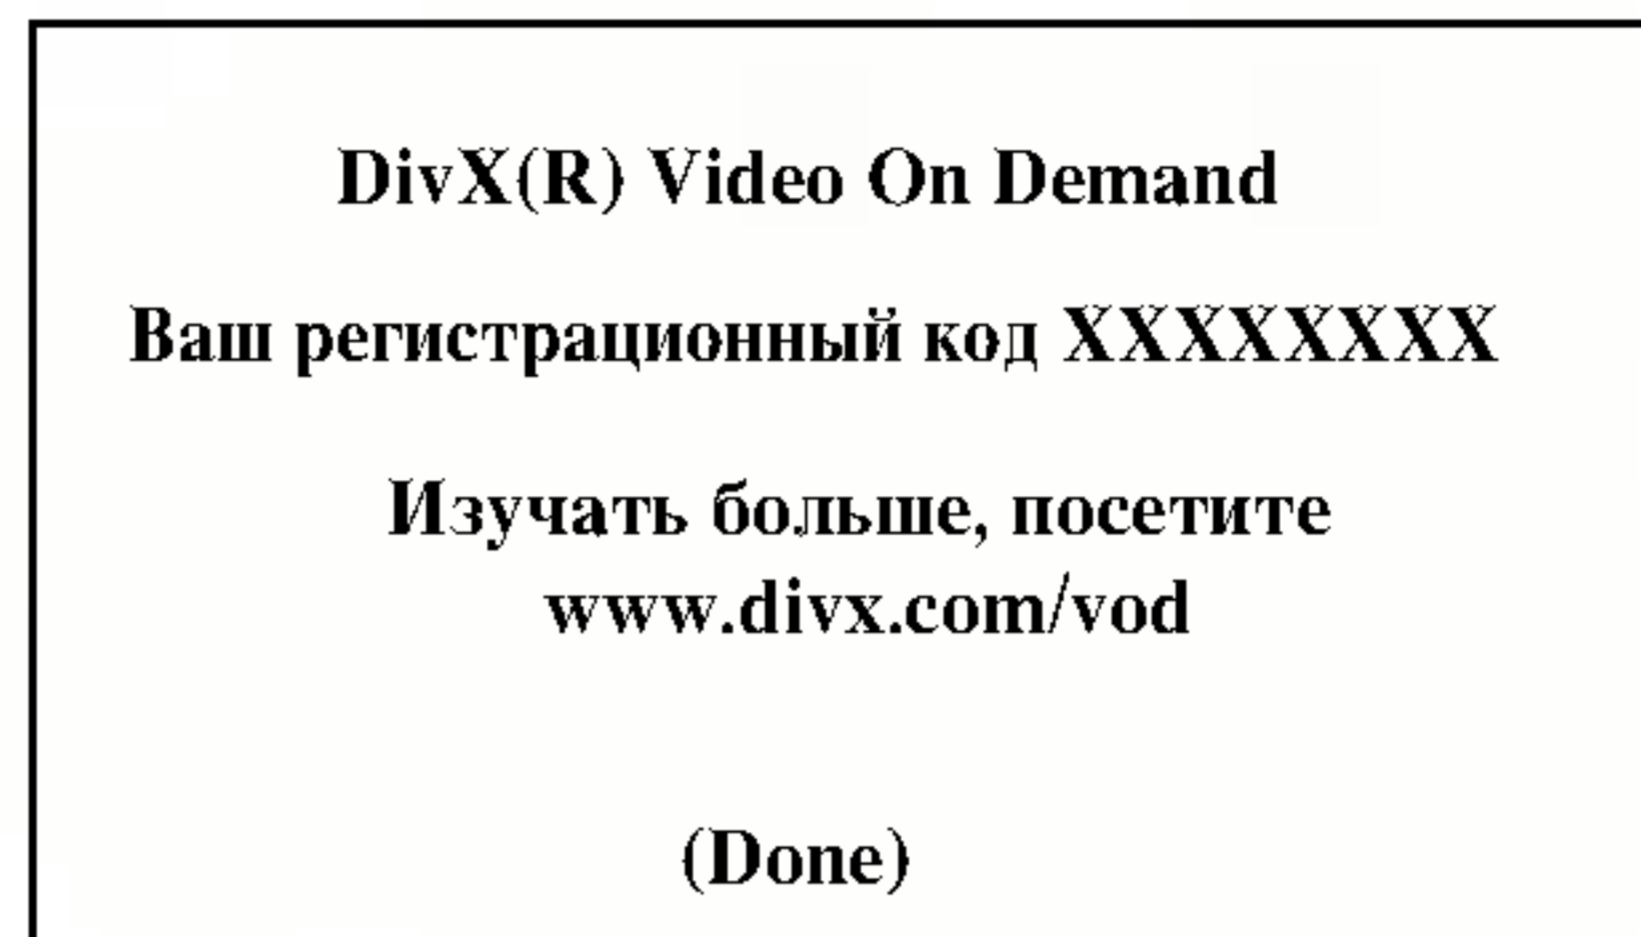 DivX(R) Video On Demand
Ваш регистрационный код XXXXXXXX
Изучать больше, посетите
www.divx.com/vod
(Done)